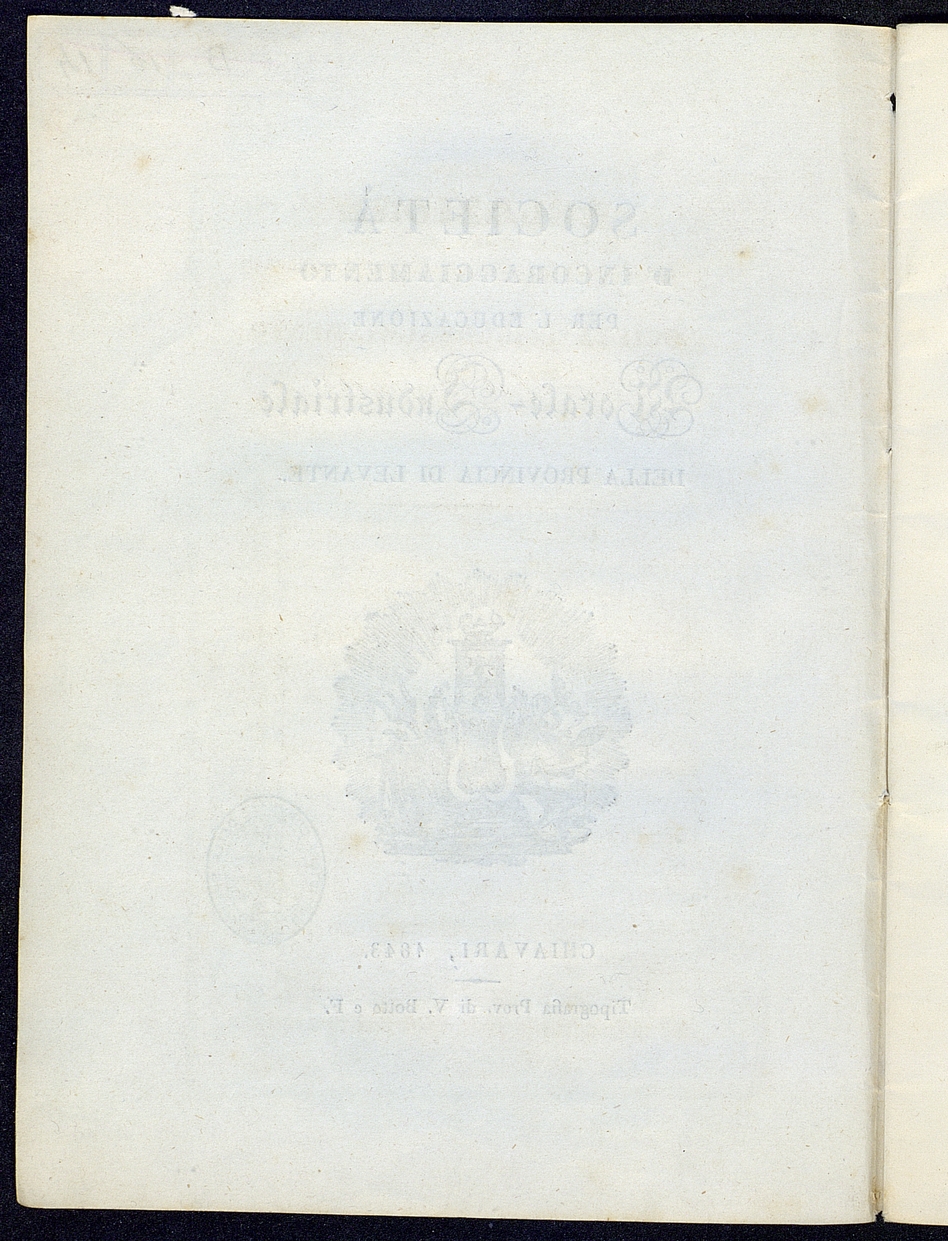 SOCIETÀ
D'INCORAGGIAMENTO
PER L'EDUCAZIONE
Morale-Industriale
DELLA PROVINCIA DI LEVANTE.
CHIAVARI, 1843.
Tipografia Prov. di V. Botto e F.